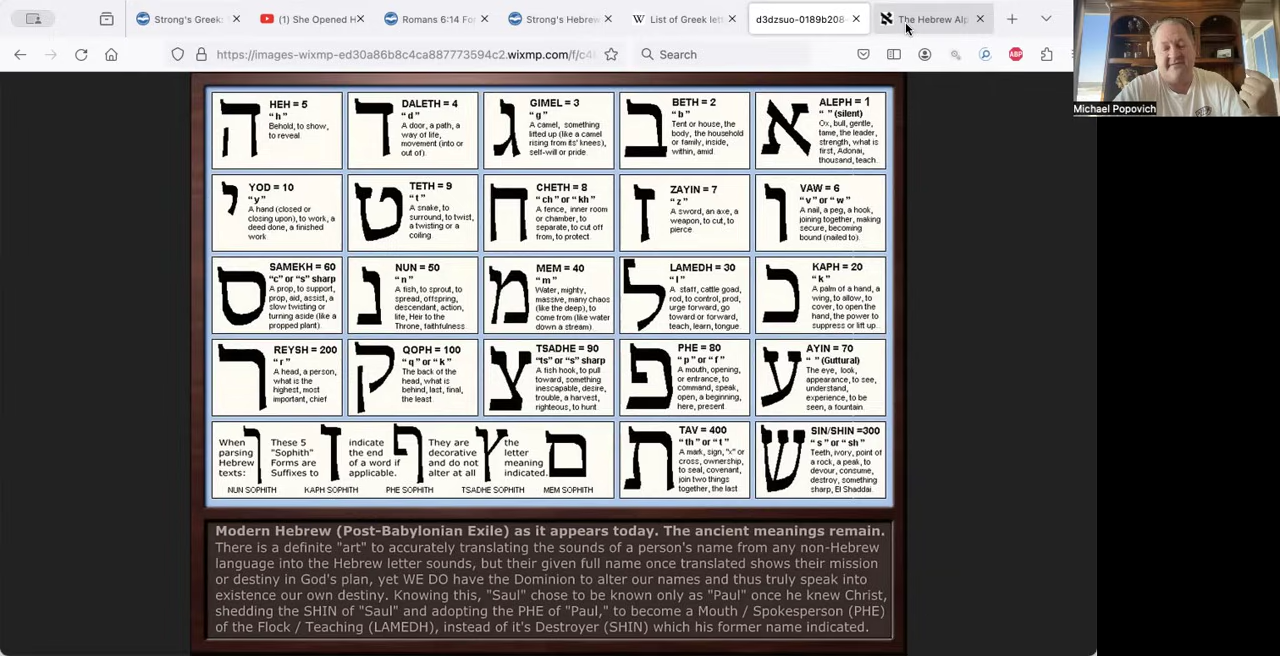 Strong's Greek:
(1) She Opened H
Romans 6:14 For
Strong's Hebrew
List of Greek lett
d3dzsuo-0189b208-
The Hebrew Alp
https://images-wixmp-ed30a86b8c4ca887773594c2.wixmp.com/f/c4
Search
Michael Popovich
ה
HEH = 5
"h"
Behold, to show,
to reveal
ד
DALETH = 4
"d"
A door, a path, a
way of life,
movement (into or
out of).
ג
GIMEL = 3
"g"
A camel, something
lifted up (like a camel
rising from its' knees),
self-will or pride.
ב
BETH = 2
"b"
Tent or house, the
body, the household
or family, inside,
within, amid.
א
ALEPH = 1
" " (silent)
Ox, bull, gentle,
tame, the leader,
strength, what is
first, Adonai,
thousand, teach.
י
YOD = 10
"y"
A hand (closed or
closing upon), to work, a
deed done, a finished
work
ט
TETH = 9
"t"
A snake, to
surround, to twist,
a twisting or a
coiling
ח
CHETH = 8
"ch" or "kh"
A fence, inner room
or chamber, to
separate, to cut off
from, to protect.
ז
ZAYIN = 7
"z"
A sword, an axe, a
weapon, to cut, to
pierce.
ו
VAW = 6
"v" or "w"
A nail, a peg, a hook,
joining together, making
secure, becoming
bound (nailed to).
ס
SAMEKH = 60
"c" or "s" sharp
A prop, to support,
prop, aid, assist, a
slow twisting or
turning aside (like a
propped plant).
נ
NUN = 50
"n"
A fish, to sprout, to
spread, offspring,
descendant, action,
life, Heir to the
Throne, faithfulness.
מ
MEM = 40
"m"
Water, mighty,
massive, many chaos
(like the deep), to
come from (like water
down a stream).
ל
LAMEDH = 30
"l"
A staff, cattle goad,
rod, to control, prod,
urge forward, go
toward or forward,
teach, learn, tongue.
כ
KAPH = 20
"k"
A palm of a hand, a
wing, to allow, to
cover, to open the
hand, the power to
suppress or lift up.
ר
REYSH = 200
"r"
A head, a person,
what is the
highest, most
important, chief
ק
QOPH = 100
"q" or "k"
The back of the
head, what is
behind, last, final,
the least
צ
TSADHE = 90
"ts" or "s" sharp
A fish hook, to pull
toward, something
inescapable, desire,
trouble, a harvest,
righteous, to hunt
פ
PHE = 80
"p" or "f"
A mouth, opening,
or entrance, to
command, speak,
open, a beginning,
here, present
ע
AYIN = 70
" " (Guttural)
The eye, look,
appearance, to see,
understand,
experience, to be
seen, a fountain
When ן These 5 ך indicate ף They are ץ the ם
parsing "Sophith" the end decorative letter
Hebrew Forms are of a word if and do not meaning
texts: Suffixes to applicable. alter at all indicated.
NUN SOPHITH KAPH SOPHITH PHE SOPHITH TSADHE SOPHITH MEM SOPHITH
ת
TAV = 400
"th" or "t"
A mark, sign, "x" or
cross, ownership,
to seal, covenant,
join two things
together, the last
ש
SIN/SHIN =300
"s" or "sh"
Teeth, ivory, point of
a rock, a peak, to
devour, consume,
destroy, something
sharp, El Shaddai.
Modern Hebrew (Post-Babylonian Exile) as it appears today. The ancient meanings remain.
There is a definite "art" to accurately translating the sounds of a person's name from any non-Hebrew
language into the Hebrew letter sounds, but their given full name once translated shows their mission
or destiny in God's plan, yet WE DO have the Dominion to alter our names and thus truly speak into
existence our own destiny. Knowing this, "Saul" chose to be known only as "Paul" once he knew Christ,
shedding the SHIN of "Saul" and adopting the PHE of "Paul," to become a Mouth / Spokesperson (PHE)
of the Flock / Teaching (LAMEDH), instead of it's Destroyer (SHIN) which his former name indicated.